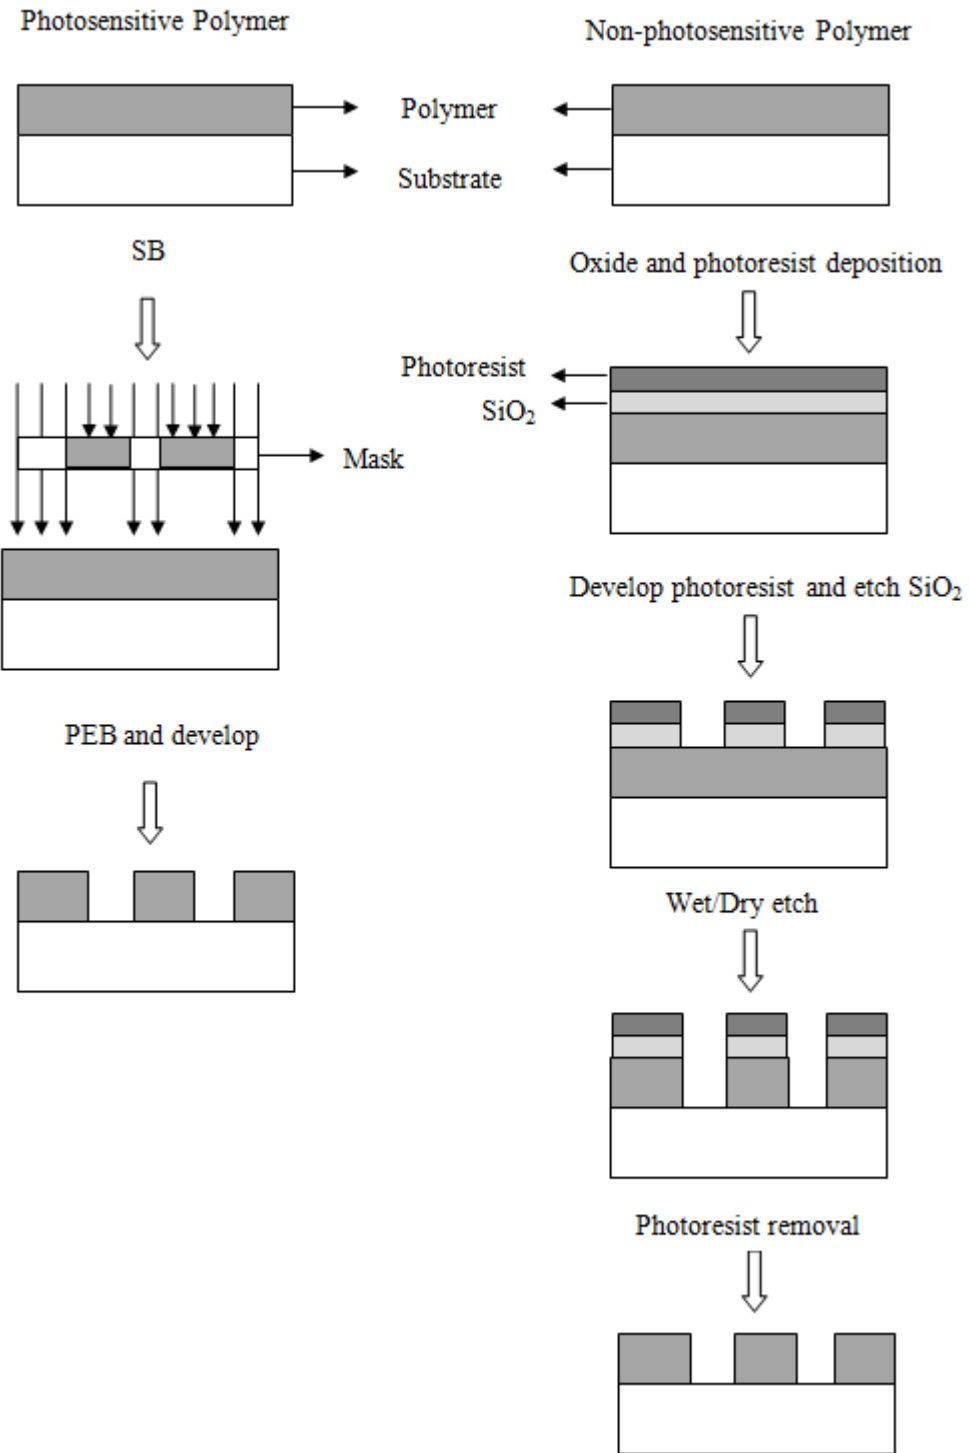 Photosensitive Polymer
Non-photosensitive Polymer
Polymer
Substrate
SB
Oxide and photoresist deposition
Photoresist
SiO₂
Mask
Develop photoresist and etch SiO₂
PEB and develop
Wet/Dry etch
Photoresist removal